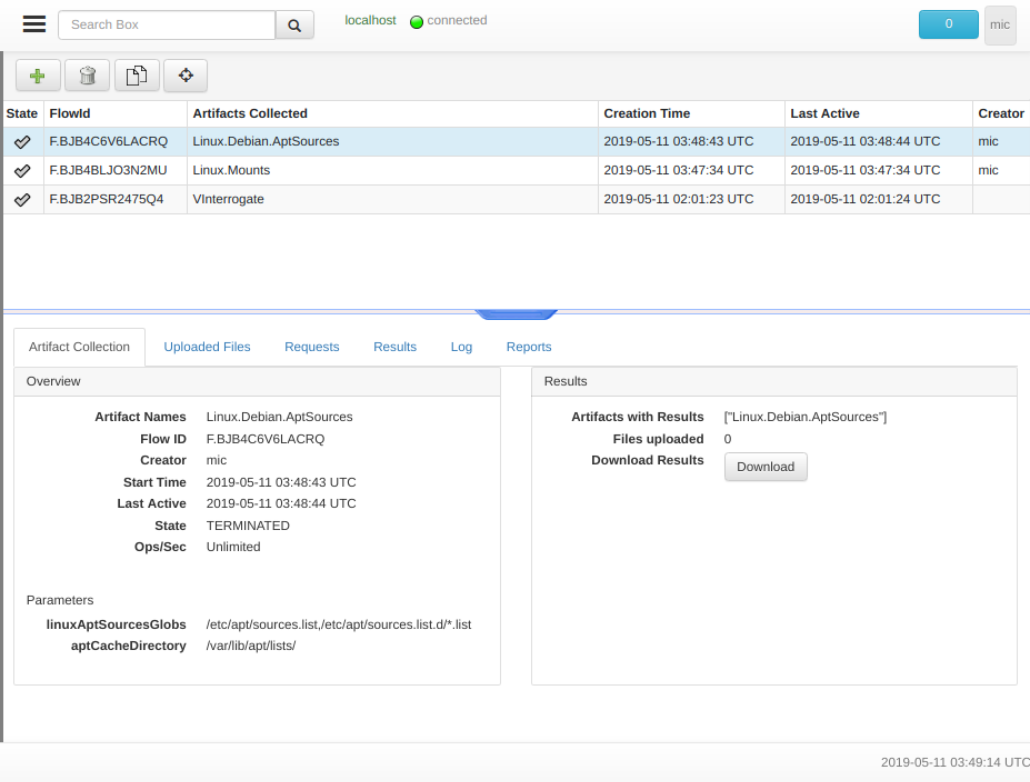 Search Box localhost connected 0 mic
State FlowId Artifacts Collected Creation Time Last Active Creator
F.BJB4C6V6LACRQ Linux.Debian.AptSources 2019-05-11 03:48:43 UTC 2019-05-11 03:48:44 UTC mic
F.BJB4BLJO3N2MU Linux.Mounts 2019-05-11 03:47:34 UTC 2019-05-11 03:47:34 UTC mic
F.BJB2PSR2475Q4 VInterrogate 2019-05-11 02:01:23 UTC 2019-05-11 02:01:24 UTC
Artifact Collection Uploaded Files Requests Results Log Reports
Overview
Artifact Names Linux.Debian.AptSources
Flow ID F.BJB4C6V6LACRQ
Creator mic
Start Time 2019-05-11 03:48:43 UTC
Last Active 2019-05-11 03:48:44 UTC
State TERMINATED
Ops/Sec Unlimited
Parameters
linuxAptSourcesGlobs /etc/apt/sources.list,/etc/apt/sources.list.d/*.list
aptCacheDirectory /var/lib/apt/lists/
Results
Artifacts with Results ["Linux.Debian.AptSources"]
Files uploaded 0
Download Results Download
2019-05-11 03:49:14 UTC